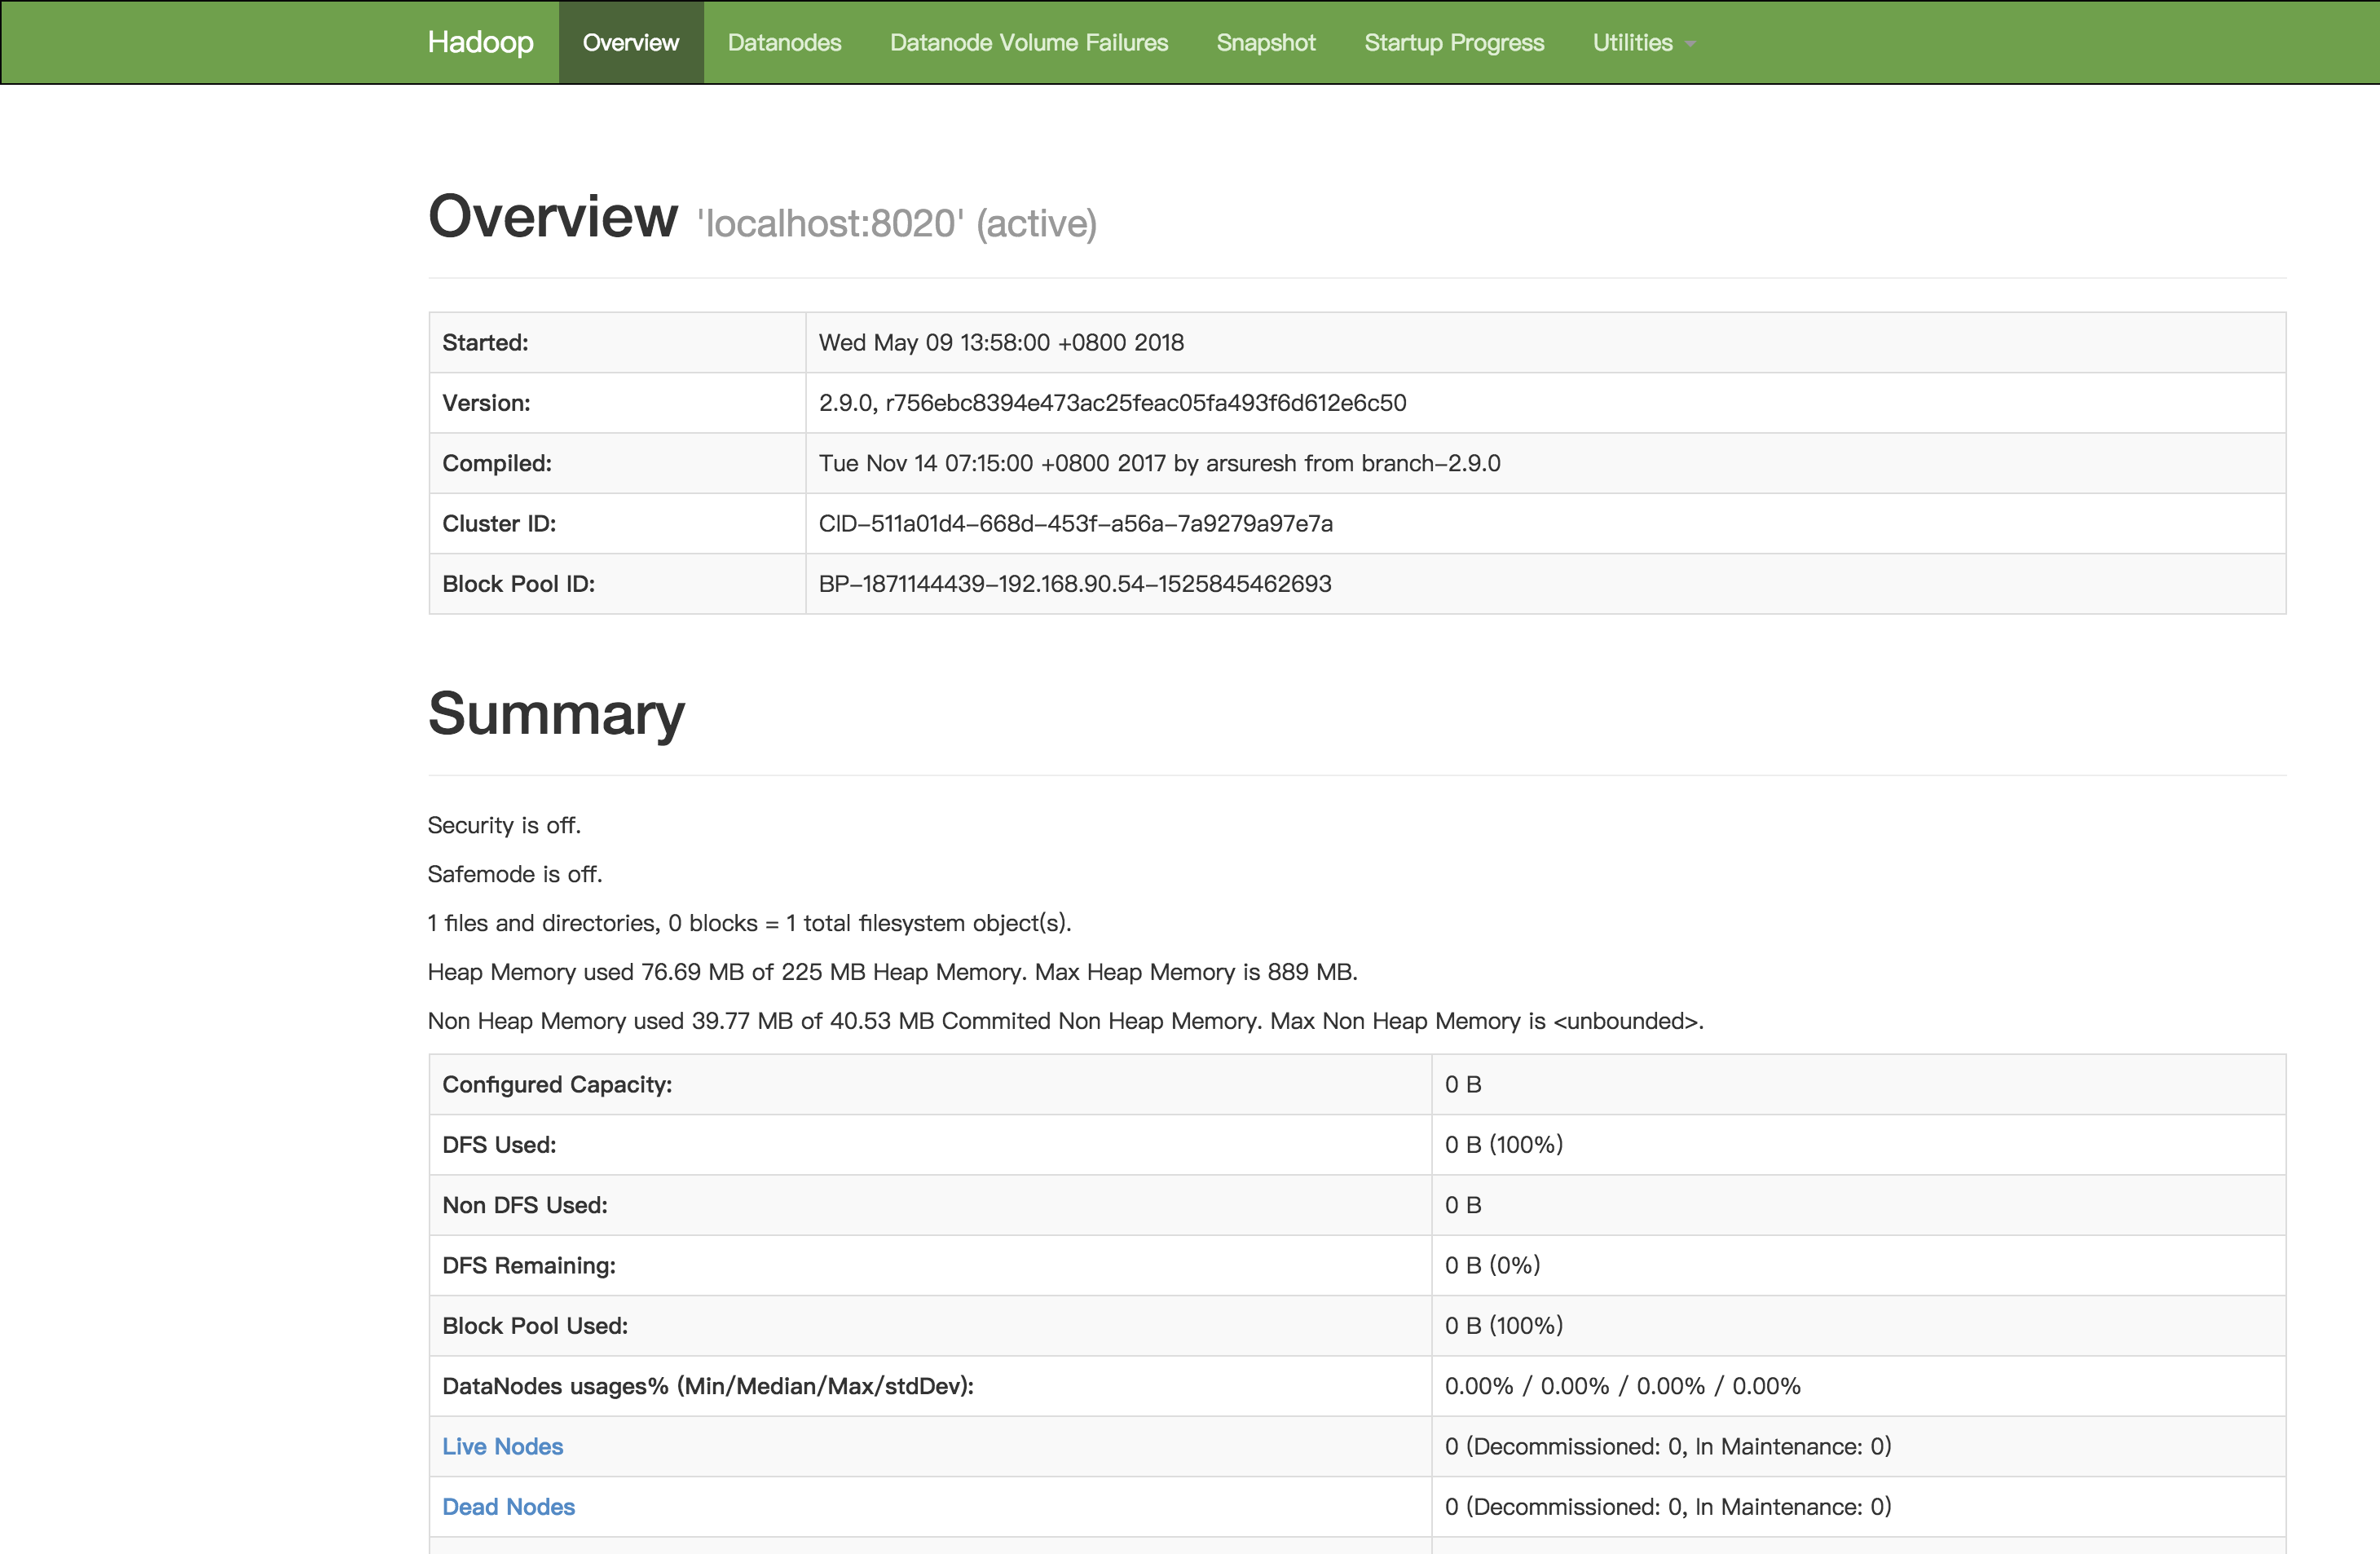 Hadoop Overview Datanodes Datanode Volume Failures Snapshot Startup Progress Utilities
Overview 'localhost:8020' (active)
Started: Wed May 09 13:58:00 +0800 2018
Version: 2.9.0, r756ebc8394e473ac25feac05fa493f6d612e6c50
Compiled: Tue Nov 14 07:15:00 +0800 2017 by arsuresh from branch-2.9.0
Cluster ID: CID-511a01d4-668d-453f-a56a-7a9279a97e7a
Block Pool ID: BP-1871144439-192.168.90.54-1525845462693
Summary
Security is off.
Safemode is off.
1 files and directories, 0 blocks = 1 total filesystem object(s).
Heap Memory used 76.69 MB of 225 MB Heap Memory. Max Heap Memory is 889 MB.
Non Heap Memory used 39.77 MB of 40.53 MB Commited Non Heap Memory. Max Non Heap Memory is <unbounded>.
Configured Capacity: 0 B
DFS Used: 0 B (100%)
Non DFS Used: 0 B
DFS Remaining: 0 B (0%)
Block Pool Used: 0 B (100%)
DataNodes usages% (Min/Median/Max/stdDev): 0.00% / 0.00% / 0.00% / 0.00%
Live Nodes 0 (Decommissioned: 0, In Maintenance: 0)
Dead Nodes 0 (Decommissioned: 0, In Maintenance: 0)